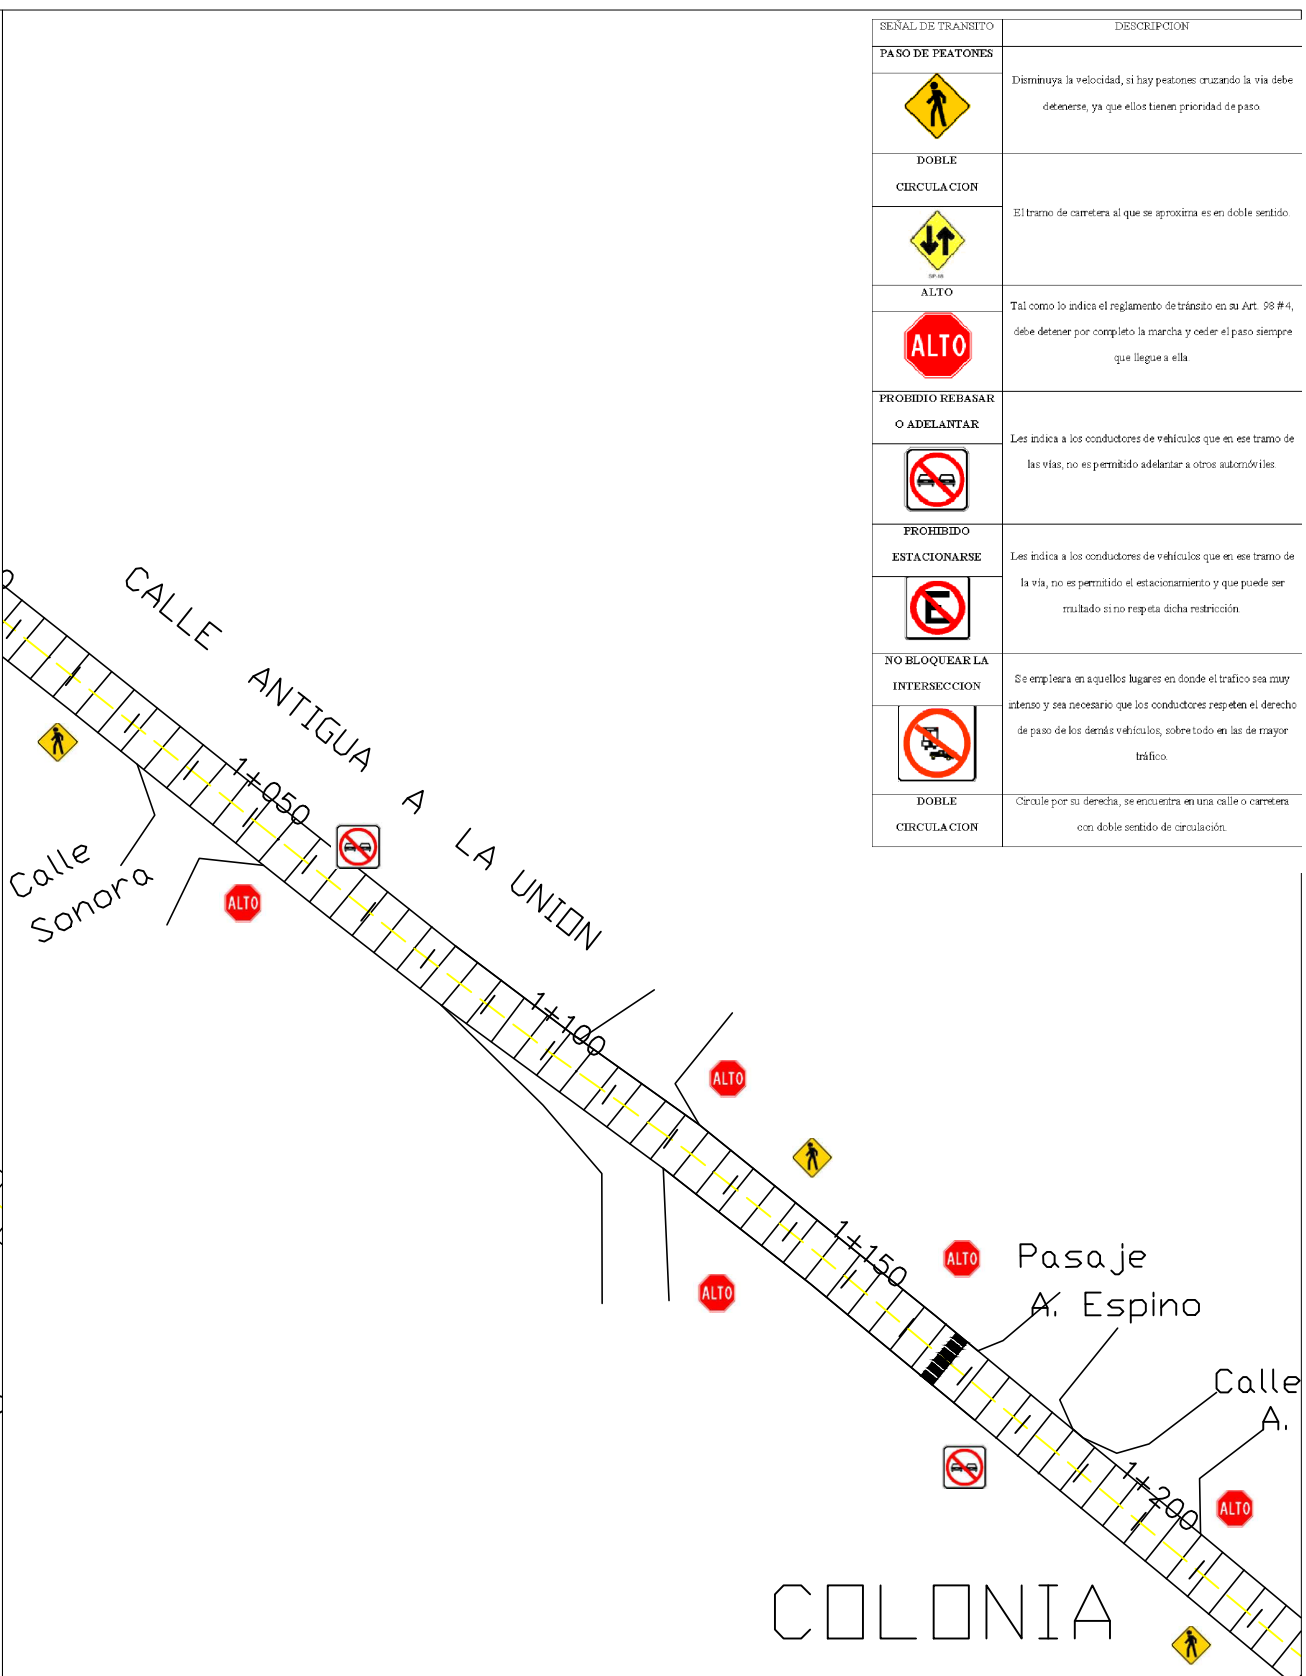 SEÑAL DE TRANSITO
DESCRIPCION
PASO DE PEATONES
Disminuya la velocidad, si hay peatones cruzando la vía debe
detenerse, ya que ellos tienen prioridad de paso.
DOBLE
CIRCULACION
El tramo de carretera al que se aproxima es en doble sentido.
ALTO
ALTO
Tal como lo indica el reglamento de tránsito en su Art. 98 #4,
debe detener por completo la marcha y ceder el paso siempre
que llegue a ella.
PROBIDIO REBASAR
O ADELANTAR
Les indica a los conductores de vehículos que en ese tramo de
las vías, no es permitido adelantar a otros automóviles.
PROHIBIDO
ESTACIONARSE
E
Les indica a los conductores de vehículos que en ese tramo de
la vía, no es permitido el estacionamiento y que puede ser
multado si no respeta dicha restricción.
NO BLOQUEAR LA
INTERSECCION
Se empleara en aquellos lugares en donde el trafico sea muy
intenso y sea necesario que los conductores respeten el derecho
de paso de los demás vehículos, sobre todo en las de mayor
tráfico.
DOBLE
CIRCULACION
Circule por su derecha, se encuentra en una calle o carretera
con doble sentido de circulación.
CALLE ANTIGUA A LA UNION
1+050
Calle
Sonora
ALTO
1+100
ALTO
ALTO
1+150
ALTO
Pasaje
A. Espino
Calle
A.
1+200
ALTO
COLONIA